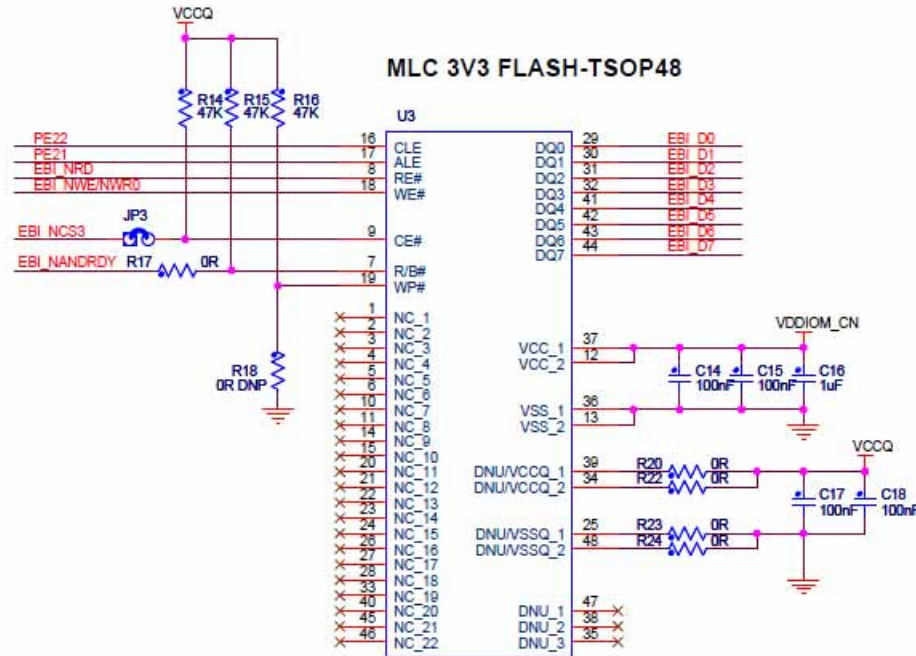 VCCQ
MLC 3V3 FLASH-TSOP48
R14 R15 R16
47K 47K 47K
U3
PE22 16 CLE DQ0 29 EBI_D0
PE21 17 ALE DQ1 30 EBI_D1
EBI_NRD 8 RE# DQ2 31 EBI_D2
EBI_NWE/NWR0 18 WE# DQ3 32 EBI_D3
DQ4 41 EBI_D4
JP3 DQ5 42 EBI_D5
EBI_NCS3 9 CE# DQ6 43 EBI_D6
DQ7 44 EBI_D7
EBI_NANDRDY R17 0R 7 R/B#
19 WP#
1 NC_1
2 NC_2 VDDIOM_CN
3 NC_3 VCC_1 37
4 NC_4 VCC_2 12
R18 5 NC_5 C14 C15 C16
0R DNP 6 NC_6 100nF 100nF 1uF
10 NC_7 VSS_1 36
11 NC_8 VSS_2 13
14 NC_9
15 NC_10 VCCQ
20 NC_11 DNU/VCCQ_1 39 R20 0R
21 NC_12 DNU/VCCQ_2 34 R22 0R
22 NC_13 C17 C18
23 NC_14 100nF 100nF
24 NC_15 DNU/VSSQ_1 25 R23 0R
26 NC_16 DNU/VSSQ_2 48 R24 0R
27 NC_17
28 NC_18
33 NC_19
40 NC_20 DNU_1 47
45 NC_21 DNU_2 38
46 NC_22 DNU_3 35